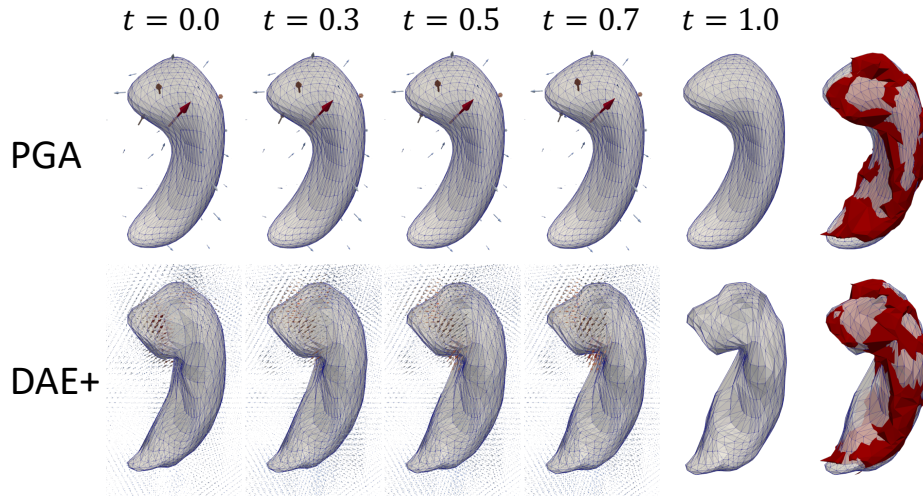 t = 0.0 t = 0.3 t = 0.5 t = 0.7 t = 1.0
PGA
DAE+